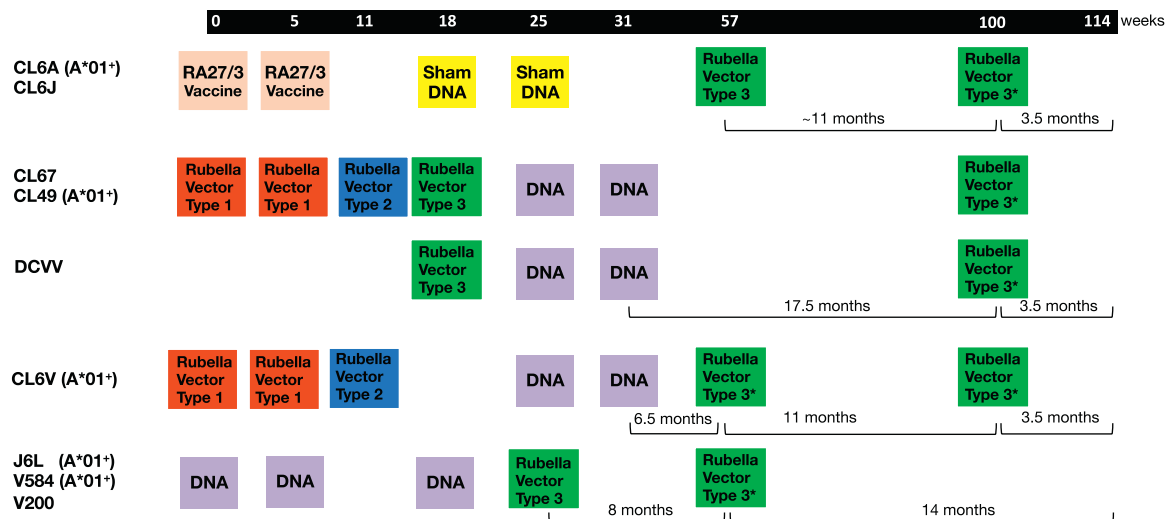 0 5 11 18 25 31 57 100 114 weeks
CL6A (A*01+)
CL6J
RA27/3
Vaccine
RA27/3
Vaccine
Sham
DNA
Sham
DNA
Rubella
Vector
Type 3
Rubella
Vector
Type 3*
~11 months
3.5 months
CL67
CL49 (A*01+)
Rubella
Vector
Type 1
Rubella
Vector
Type 1
Rubella
Vector
Type 2
Rubella
Vector
Type 3
DNA
DNA
Rubella
Vector
Type 3*
DCVV
Rubella
Vector
Type 3
DNA
DNA
Rubella
Vector
Type 3*
17.5 months
3.5 months
CL6V (A*01+)
Rubella
Vector
Type 1
Rubella
Vector
Type 1
Rubella
Vector
Type 2
DNA
DNA
Rubella
Vector
Type 3*
Rubella
Vector
Type 3*
6.5 months
11 months
3.5 months
J6L (A*01+)
V584 (A*01+)
V200
DNA
DNA
DNA
Rubella
Vector
Type 3
Rubella
Vector
Type 3*
8 months
14 months